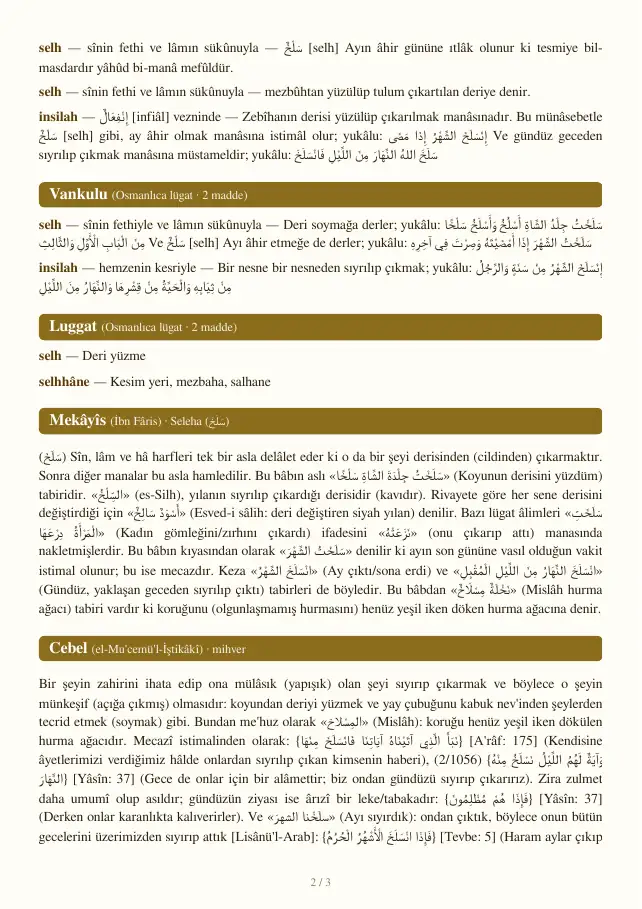 selh — sînin fethi ve lâmın sükûnuyla — سَلْخٌ [selh] Ayın âhir gününe ıtlâk olunur ki tesmiye bil-
masdardır yâhûd bi-manâ mefûldür.
selh — sînin fethi ve lâmın sükûnuyla — mezbûhtan yüzülüp tulum çıkartılan deriye denir.
insilah — إِنْفِعَالٌ [infiâl] vezninde — Zebîhanın derisi yüzülüp çıkarılmak manâsınadır. Bu münâsebetle
سَلْخٌ [selh] gibi, ay âhir olmak manâsına istimâl olur; yukâlu: إِنْسَلَخَ الشَّهْرُ إِذَا مَضَى Ve gündüz geceden
sıyrılıp çıkmak manâsına müstameldir; yukâlu: سَلَخَ اللهُ النَّهَارَ مِنَ اللَّيْلِ فَانْسَلَخَ
Vankulu (Osmanlıca lügat · 2 madde)
selh — sînin fethiyle ve lâmın sükûnuyla — Deri soymağa derler; yukâlu: سَلَخْتُ جِلْدَ الشَّاةِ أَسْلُخُ وَأَسْلَخُ سَلْخًا
مِنَ الْبَابِ الْأَوَّلِ وَالثَّالِثِ Ve سَلْخٌ [selh] Ayı âhir etmeğe de derler; yukâlu: سَلَخْتُ الشَّهْرَ إِذَا أَمْضَيْتَهُ وَصِرْتَ فِي آخِرِهِ
insilah — hemzenin kesriyle — Bir nesne bir nesneden sıyrılıp çıkmak; yukâlu: إِنْسَلَخَ الشَّهْرُ مِنْ سَنَةٍ وَالرَّجُلُ
مِنْ ثِيَابِهِ وَالْحَيَّةُ مِنْ قِشْرِهَا وَالنَّهَارُ مِنَ اللَّيْلِ
Luggat (Osmanlıca lügat · 2 madde)
selh — Deri yüzme
selhhâne — Kesim yeri, mezbaha, salhane
Mekâyîs (İbn Fâris) · Seleha (سَلَخَ)
(سَلَخَ) Sîn, lâm ve hâ harfleri tek bir asla delâlet eder ki o da bir şeyi derisinden (cildinden) çıkarmaktır.
Sonra diğer manalar bu asla hamledilir. Bu bâbın aslı «سَلَخْتُ جِلْدَةَ الشَّاةِ سَلْخًا» (Koyunun derisini yüzdüm)
tabiridir. «السِّلْخُ» (es-Silh), yılanın sıyrılıp çıkardığı derisidir (kavıdır). Rivayete göre her sene derisini
değiştirdiği için «أَسْوَدُ سَالِخٌ» (Esved-i sâlih: deri değiştiren siyah yılan) denilir. Bazı lügat âlimleri «سَلَخَتِ
الْمَرْأَةُ دِرْعَهَا» (Kadın gömleğini/zırhını çıkardı) ifadesini «نَزَعَتْهُ» (onu çıkarıp attı) manasında
nakletmişlerdir. Bu bâbın kıyasından olarak «سَلَخْتُ الشَّهْرَ» denilir ki ayın son gününe vasıl olduğun vakit
istimal olunur; bu ise mecazdır. Keza «انْسَلَخَ الشَّهْرُ» (Ay çıktı/sona erdi) ve «انْسَلَخَ النَّهَارُ مِنَ اللَّيْلِ الْمُقْبِلِ»
(Gündüz, yaklaşan geceden sıyrılıp çıktı) tabirleri de böyledir. Bu bâbdan «نَخْلَةٌ مِسْلَاخٌ» (Mislâh hurma
ağacı) tabiri vardır ki koruğunu (olgunlaşmamış hurmasını) henüz yeşil iken döken hurma ağacına denir.
Cebel (el-Mu'cemü'l-İştikâkî) · mihver
Bir şeyin zahirini ihata edip ona mülâsık (yapışık) olan şeyi sıyırıp çıkarmak ve böylece o şeyin
münkeşif (açığa çıkmış) olmasıdır: koyundan deriyi yüzmek ve yay çubuğunu kabuk nev'inden şeylerden
tecrid etmek (soymak) gibi. Bundan me'huz olarak «المِسْلاخ» (Mislâh): koruğu henüz yeşil iken dökülen
hurma ağacıdır. Mecazî istimalinden olarak: {نَبَأَ الَّذِي آتَيْنَاهُ آيَاتِنَا فَانْسَلَخَ مِنْهَا} [A'râf: 175] (Kendisine
âyetlerimizi verdiğimiz hâlde onlardan sıyrılıp çıkan kimsenin haberi), (2/1056) {وَآيَةٌ لَهُمُ اللَّيْلُ نَسْلَخُ مِنْهُ
النَّهَارَ} [Yâsîn: 37] (Gece de onlar için bir alâmettir; biz ondan gündüzü sıyırıp çıkarırız). Zira zulmet
daha umumî olup asıldır; gündüzün ziyası ise ârızî bir leke/tabakadır: {فَإِذَا هُمْ مُظْلِمُونَ} [Yâsîn: 37]
(Derken onlar karanlıkta kalıverirler). Ve «سلَخْنا الشهرَ» (Ayı sıyırdık): ondan çıktık, böylece onun bütün
gecelerini üzerimizden sıyırıp attık [Lisânü'l-Arab]: {فَإِذَا انْسَلَخَ الْأَشْهُرُ الْحُرُمُ} [Tevbe: 5] (Haram aylar çıkıp
2 / 3